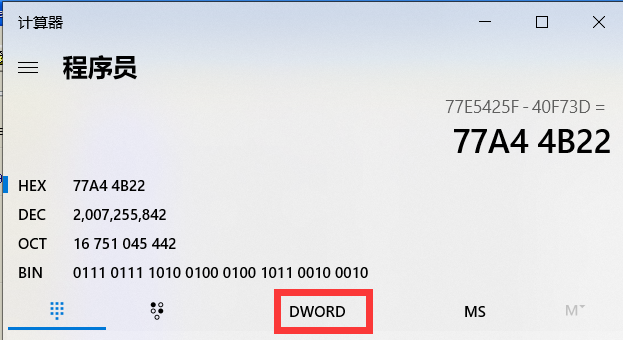 计算器
程序员
77E5425F - 40F73D =
77A4 4B22
HEX 77A4 4B22
DEC 2,007,255,842
OCT 16 751 045 442
BIN 0111 0111 1010 0100 0100 1011 0010 0010
DWORD MS M